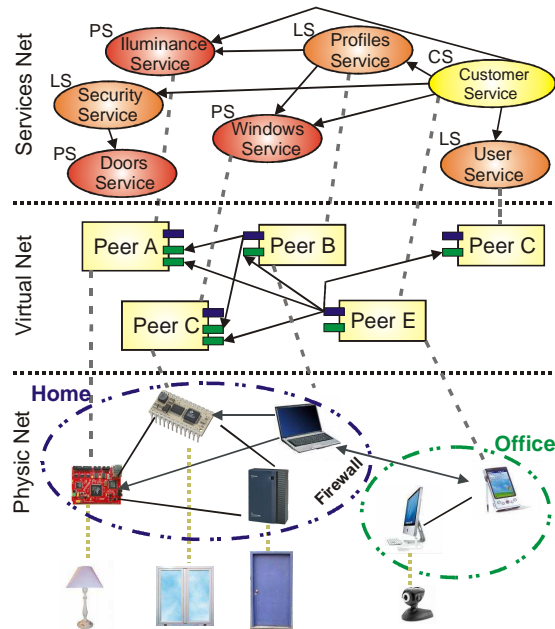 PS
Iluminance
Service
LS
Profiles
Service
CS
Customer
Service
LS
Security
Service
PS
Windows
Service
PS
Doors
Service
LS
User
Service
Services Net
Peer A
Peer B
Peer C
Peer C
Peer E
Virtual Net
Home
Office
Firewall
Physic Net